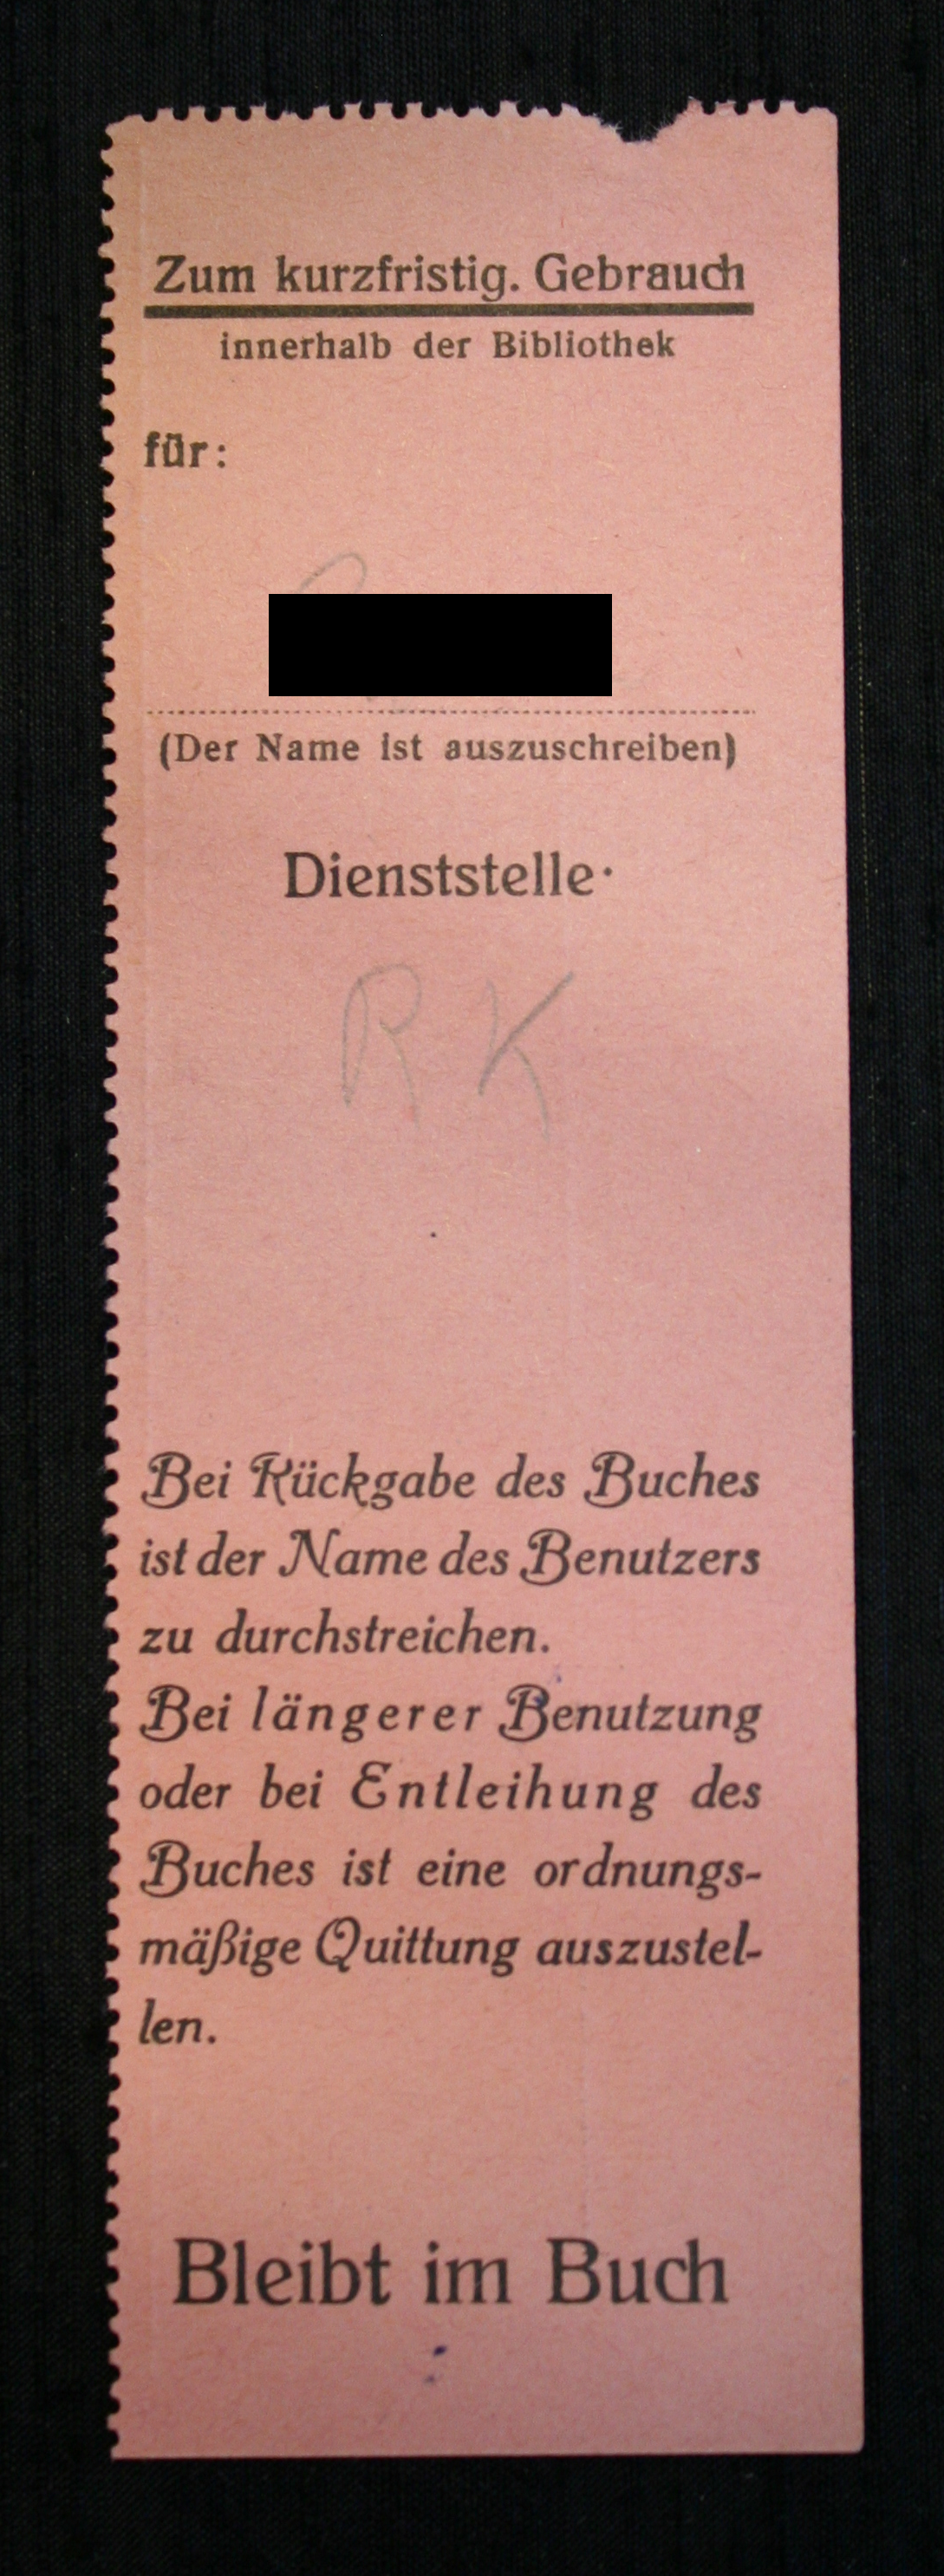 Zum kurzfristig. Gebrauch
innerhalb der Bibliothek
für:
(Der Name ist auszuschreiben)
Dienststelle·
RK
Bei Rückgabe des Buches
ist der Name des Benutzers
zu durchstreichen.
Bei längerer Benutzung
oder bei Entleihung des
Buches ist eine ordnungs-
mäßige Quittung auszustel-
len.
Bleibt im Buch